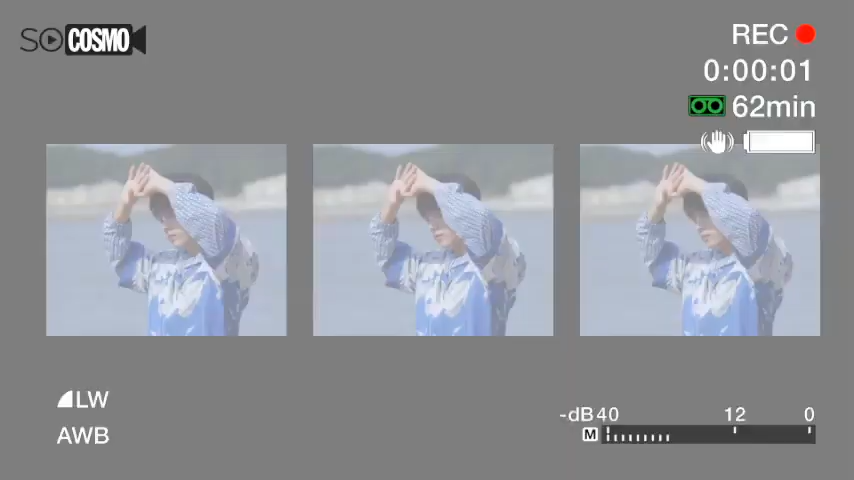 SO COSMO
REC
0:00:01
62min
LW
AWB
-dB 40 12 0
M